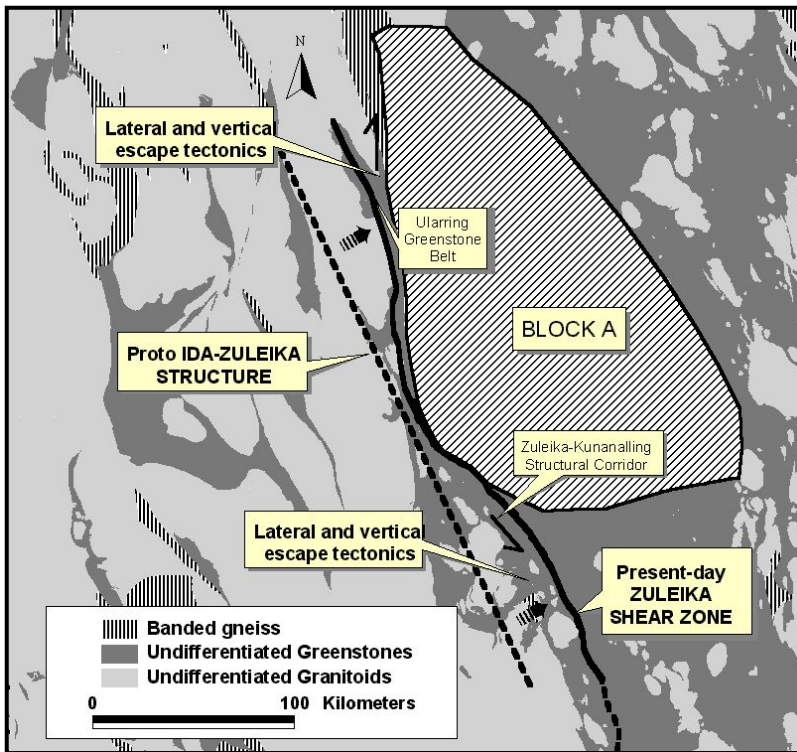 N
Lateral and vertical
escape tectonics
Ularring
Greenstone
Belt
BLOCK A
Proto IDA-ZULEIKA
STRUCTURE
Zuleika-Kunanalling
Structural Corridor
Lateral and vertical
escape tectonics
Present-day
ZULEIKA
SHEAR ZONE
Banded gneiss
Undifferentiated Greenstones
Undifferentiated Granitoids
0 100 Kilometers